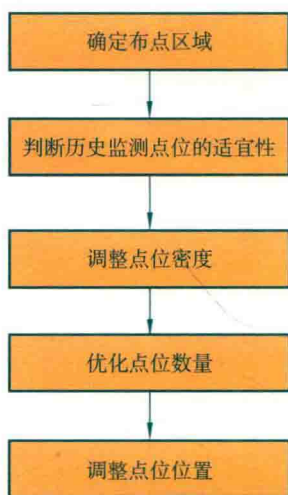 确定布点区域
判断历史监测点位的适宜性
调整点位密度
优化点位数量
调整点位位置